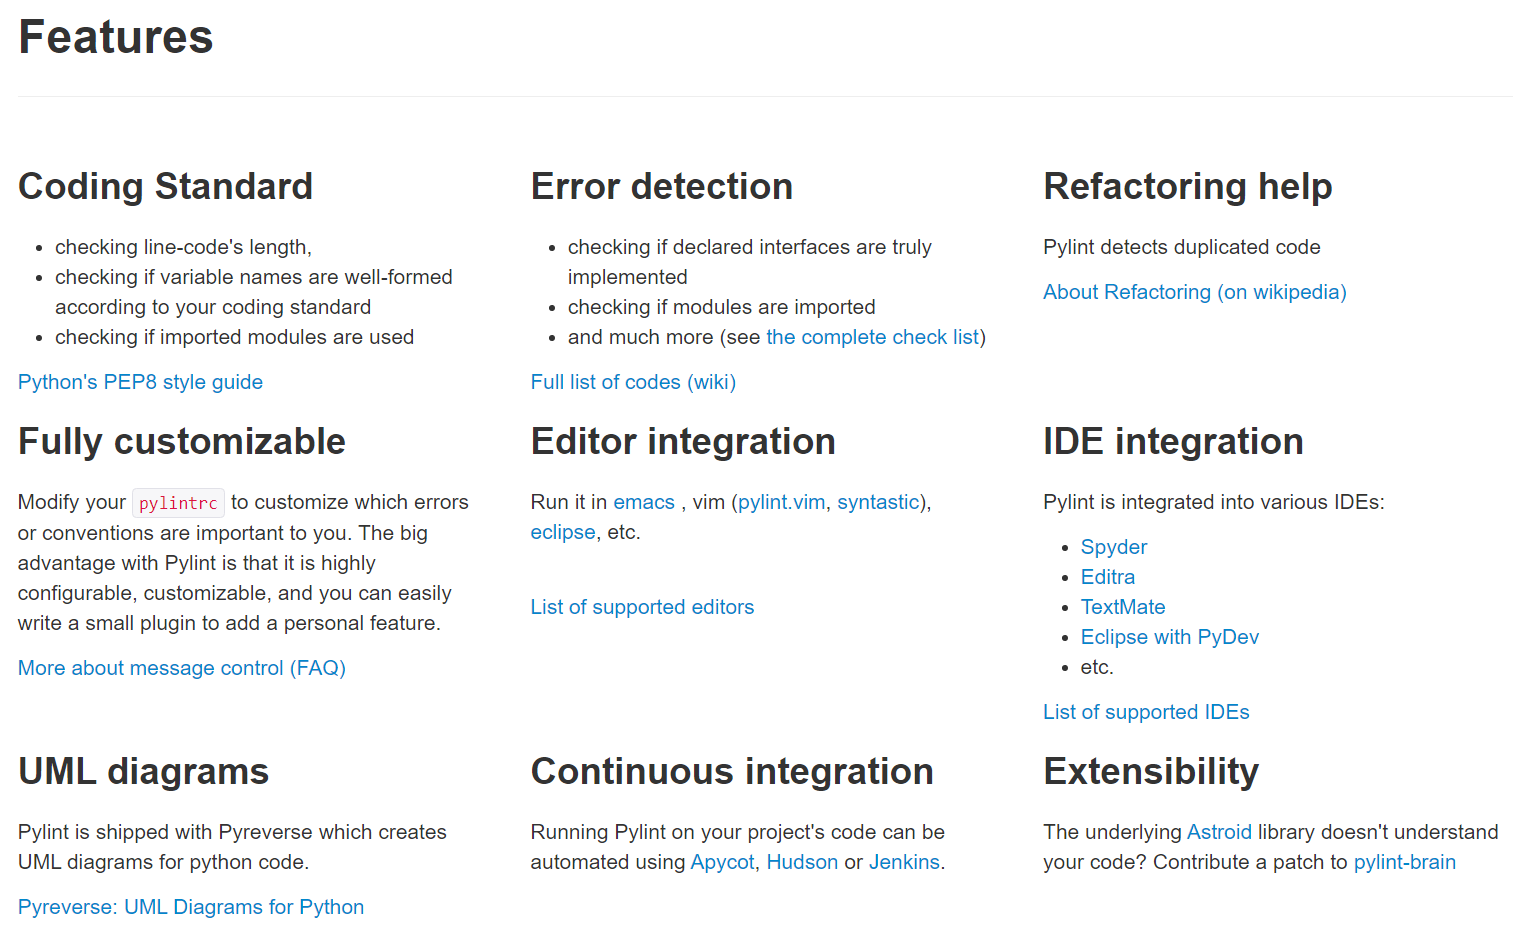 Features
Coding Standard
checking line-code's length,
checking if variable names are well-formed
according to your coding standard
checking if imported modules are used
Python's PEP8 style guide
Error detection
checking if declared interfaces are truly
implemented
checking if modules are imported
and much more (see the complete check list)
Full list of codes (wiki)
Refactoring help
Pylint detects duplicated code
About Refactoring (on wikipedia)
Fully customizable
Modify your pylintrc to customize which errors
or conventions are important to you. The big
advantage with Pylint is that it is highly
configurable, customizable, and you can easily
write a small plugin to add a personal feature.
More about message control (FAQ)
Editor integration
Run it in emacs , vim (pylint.vim, syntastic),
eclipse, etc.
List of supported editors
IDE integration
Pylint is integrated into various IDEs:
Spyder
Editra
TextMate
Eclipse with PyDev
etc.
List of supported IDEs
UML diagrams
Pylint is shipped with Pyreverse which creates
UML diagrams for python code.
Pyreverse: UML Diagrams for Python
Continuous integration
Running Pylint on your project's code can be
automated using Apycot, Hudson or Jenkins.
Extensibility
The underlying Astroid library doesn't understand
your code? Contribute a patch to pylint-brain